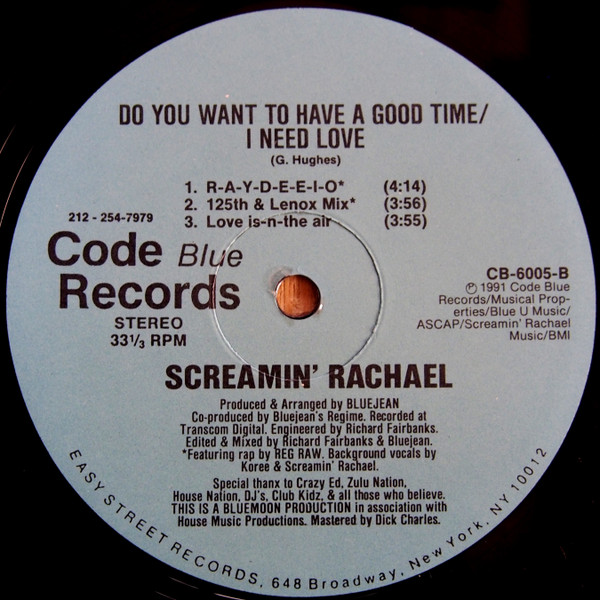 DO YOU WANT TO HAVE A GOOD TIME/
I NEED LOVE
(G. Hughes)
1. R-A-Y-D-E-E-I-O* (4:14)
2. 125th & Lenox Mix* (3:56)
3. Love is-n-the air (3:55)
212 - 254-7979
Code Blue
Records
STEREO
33⅓ RPM
CB-6005-B
℗ 1991 Code Blue
Records/Musical Prop-
erties/Blue U Music/
ASCAP/Screamin' Rachael
Music/BMI
SCREAMIN' RACHAEL
Produced & Arranged by BLUEJEAN
Co-produced by Bluejean's Regime. Recorded at
Transcom Digital. Engineered by Richard Fairbanks.
Edited & Mixed by Richard Fairbanks & Bluejean.
*Featuring rap by REG RAW. Background vocals by
Koree & Screamin' Rachael.
Special thanx to Crazy Ed, Zulu Nation,
House Nation, DJ's, Club Kidz, & all those who believe.
THIS IS A BLUEMOON PRODUCTION in association with
House Music Productions. Mastered by Dick Charles.
EASY STREET RECORDS, 648 Broadway, New York, NY 10012